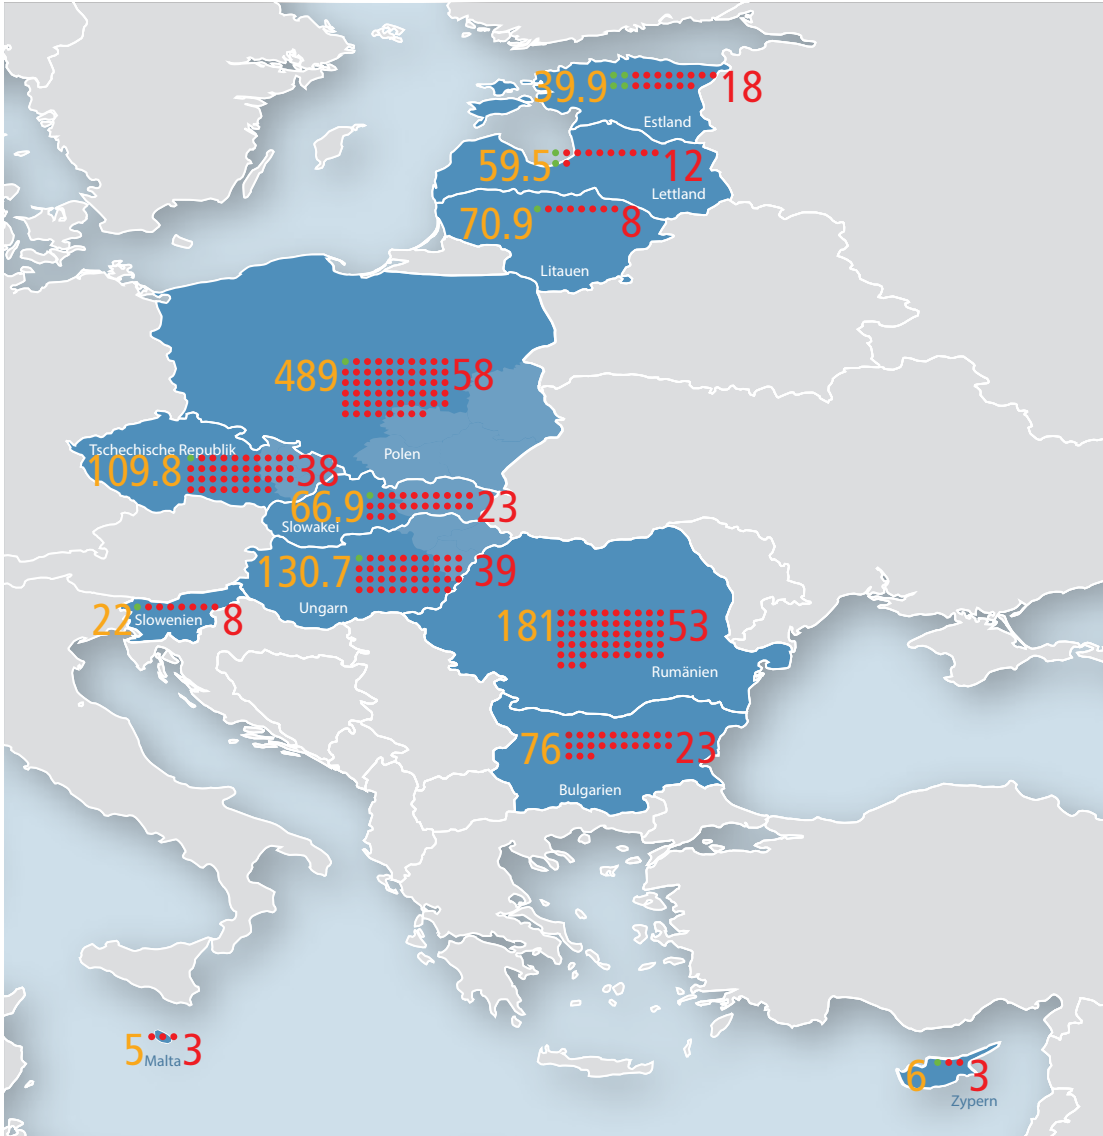 39.9 18
Estland
59.5 12
Lettland
70.9 8
Litauen
489 58
Polen
Tschechische Republik
109.8 38
66.9 23
Slowakei
130.7 39
Ungarn
22 Slowenien 8
181 53
Rumänien
76 23
Bulgarien
5 Malta 3
6 3
Zypern